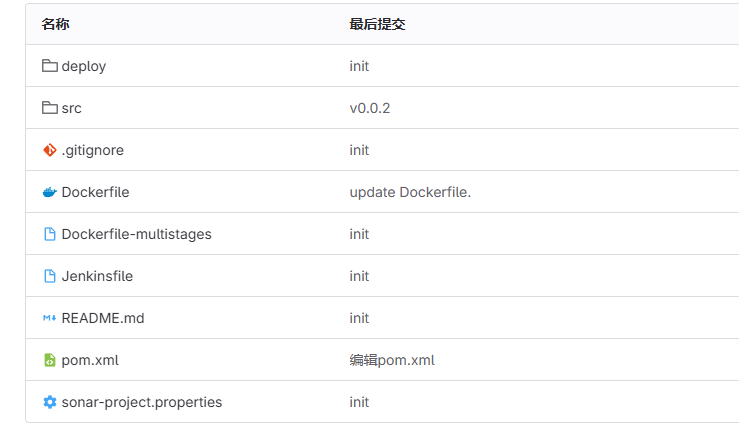 名称 最后提交
deploy init
src v0.0.2
.gitignore init
Dockerfile update Dockerfile.
Dockerfile-multistages init
Jenkinsfile init
README.md init
pom.xml 编辑pom.xml
sonar-project.properties init